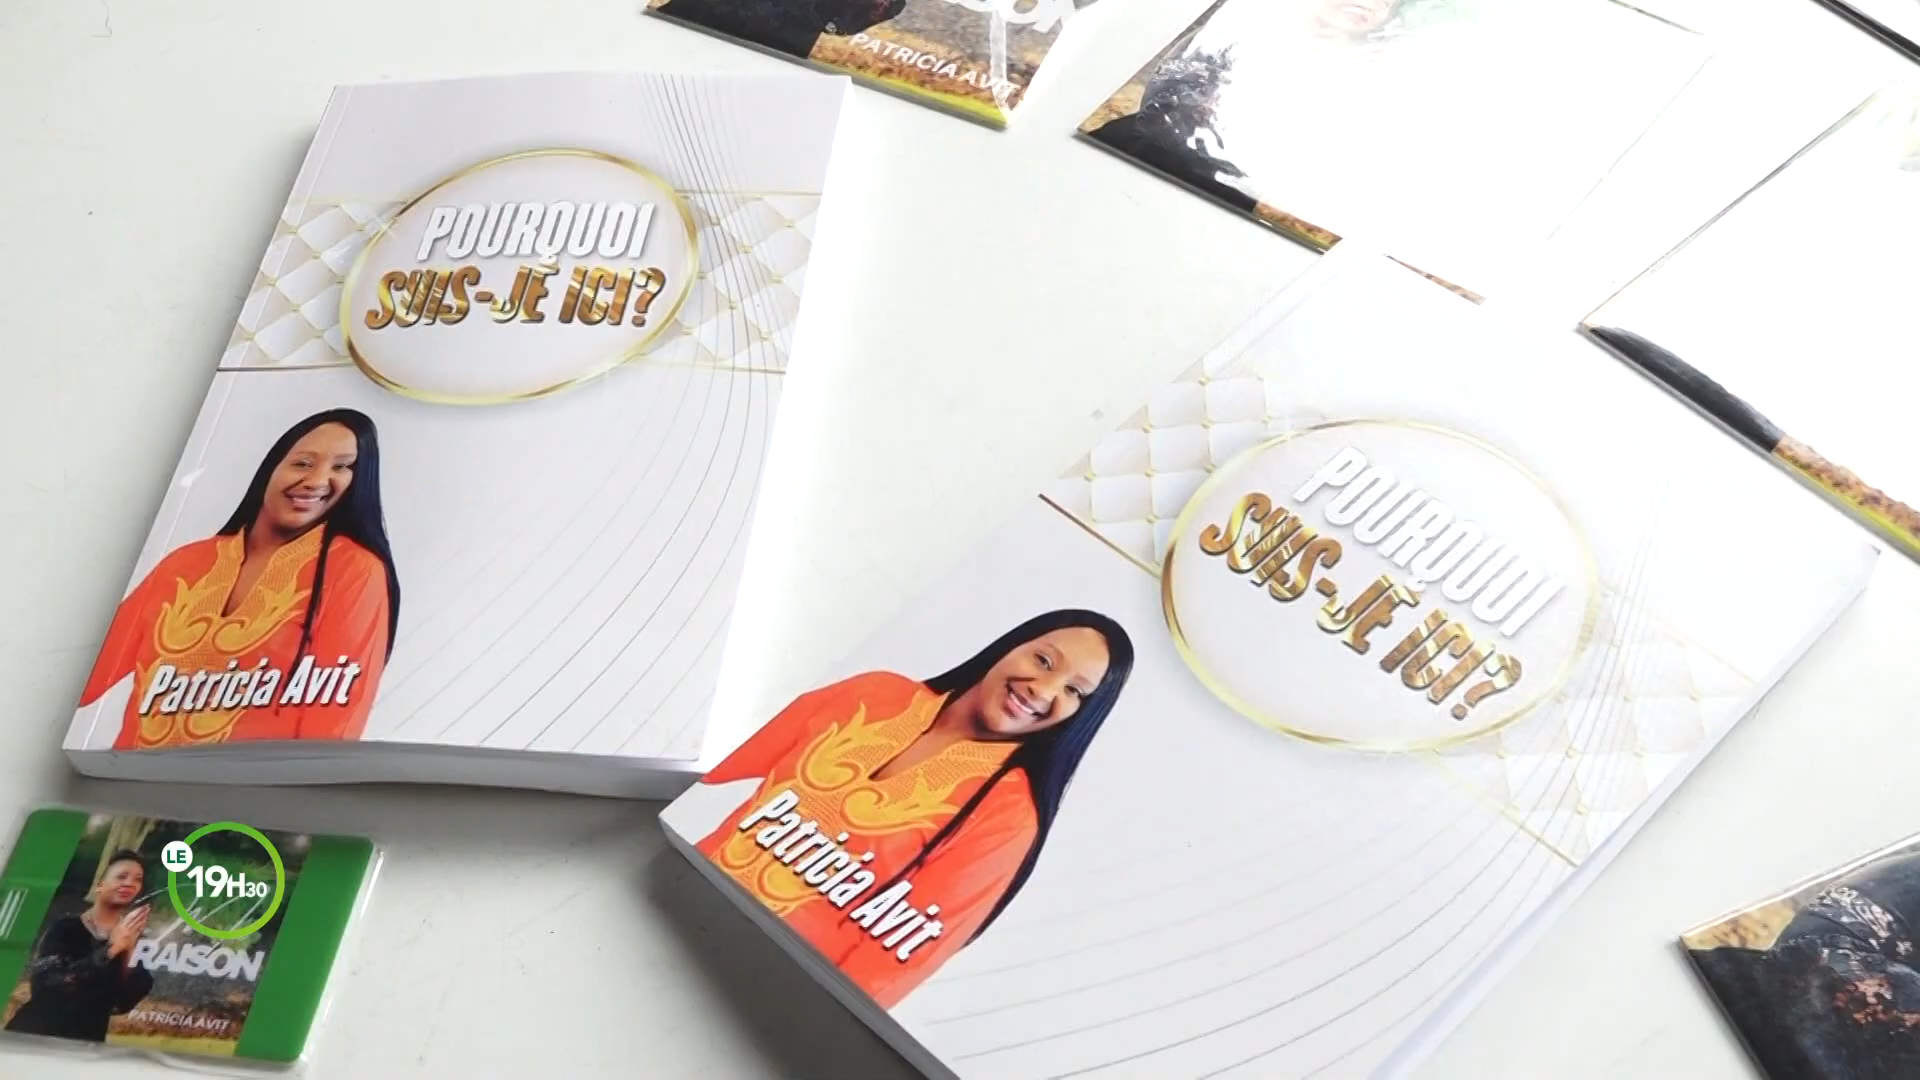 PATRICIA AVIT
POURQUOI
SUIS-JE ICI?
Patricia Avit
POURQUOI
SUIS-JE ICI?
Patricia Avit
LE
19H30
RAISON
PATRICIA AVIT